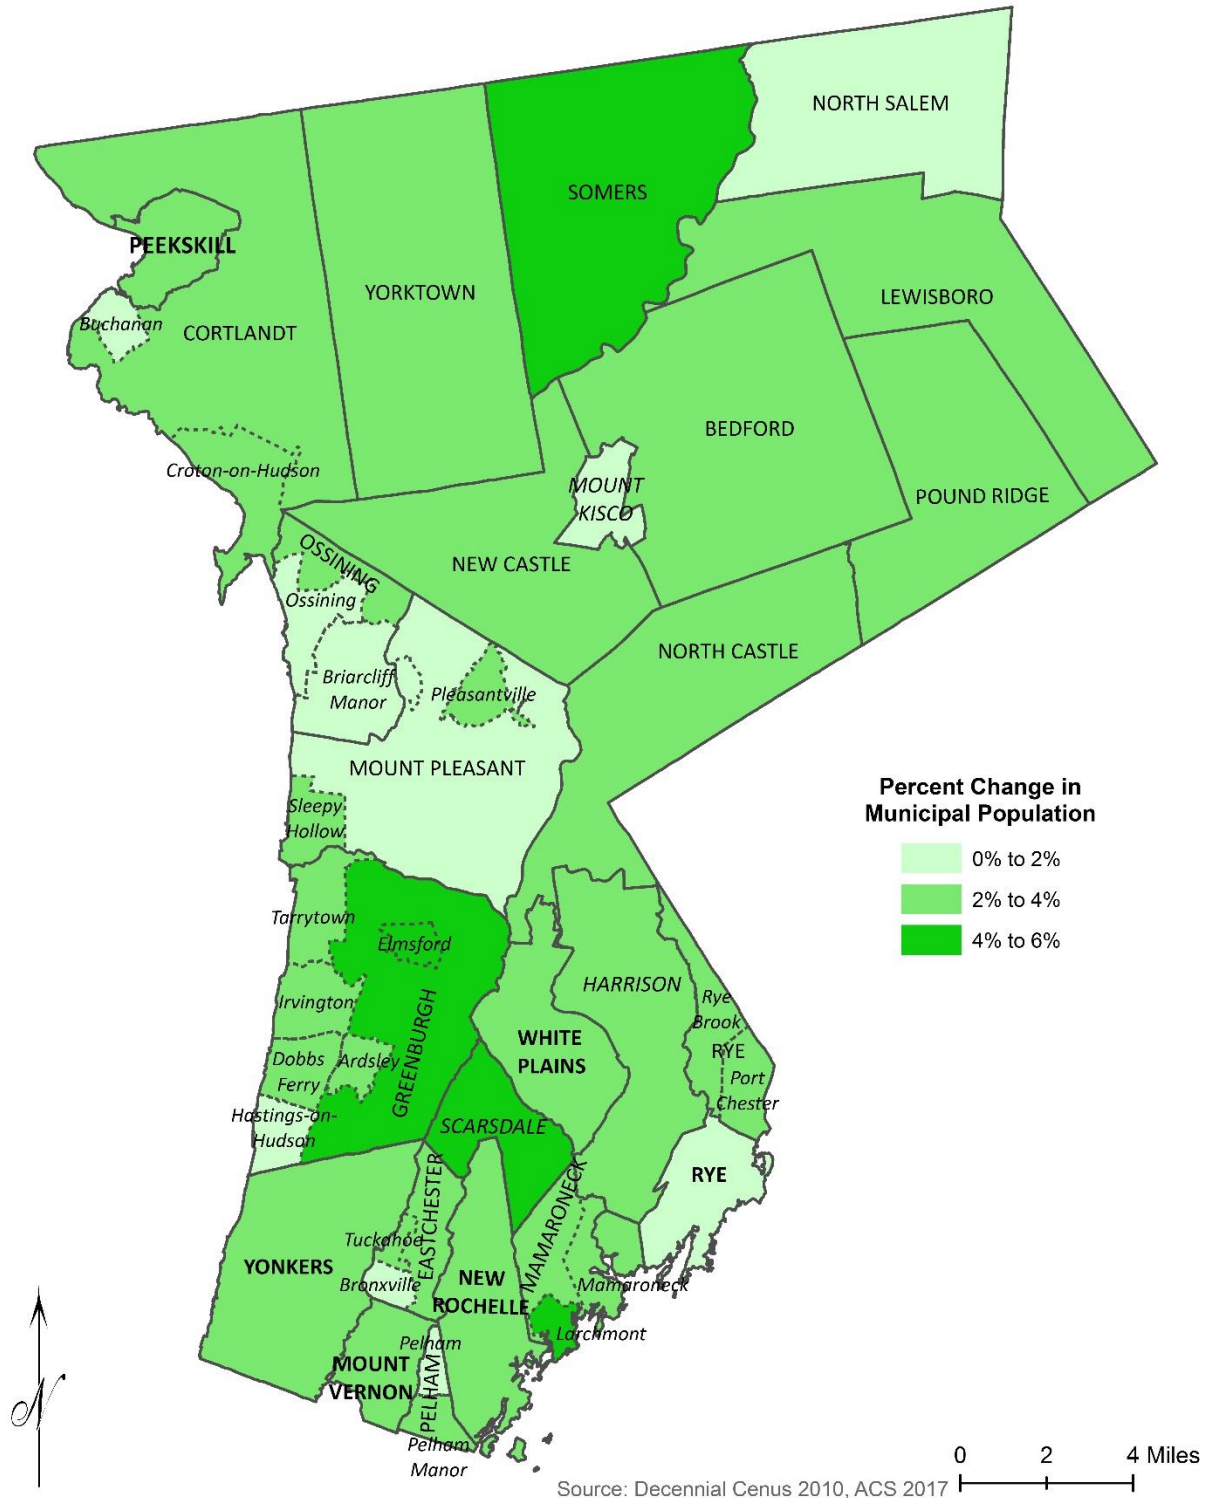 NORTH SALEM
SOMERS
PEEKSKILL
YORKTOWN
LEWISBORO
Buchanan
CORTLANDT
BEDFORD
Croton-on-Hudson
MOUNT
KISCO
POUND RIDGE
OSSINING
NEW CASTLE
Ossining
NORTH CASTLE
Briarcliff
Manor
Pleasantville
MOUNT PLEASANT
Sleepy
Hollow
Percent Change in
Municipal Population
0% to 2%
2% to 4%
4% to 6%
Tarrytown
Elmsford
HARRISON
Irvington
Rye
Brook
GREENBURGH
WHITE
PLAINS
RYE
Dobbs
Ferry
Ardsley
Port
Chester
Hastings-on-
Hudson
SCARSDALE
RYE
EASTCHESTER
MAMARONECK
Tuckahoe
YONKERS
Bronxville
NEW
ROCHELLE
Mamaroneck
Larchmont
Pelham
MOUNT
VERNON
PELHAM
Pelham
Manor
N
0 2 4 Miles
Source: Decennial Cenus 2010, ACS 2017